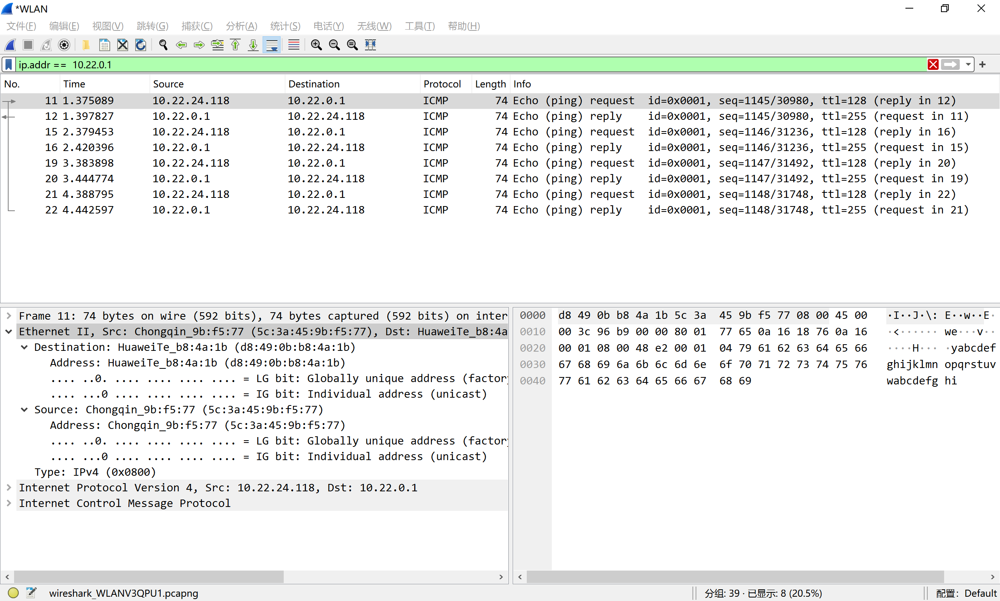 *WLAN
文件(F) 编辑(E) 视图(V) 跳转(G) 捕获(C) 分析(A) 统计(S) 电话(Y) 无线(W) 工具(T) 帮助(H)
ip.addr == 10.22.0.1
No. Time Source Destination Protocol Length Info
11 1.375089 10.22.24.118 10.22.0.1 ICMP 74 Echo (ping) request id=0x0001, seq=1145/30980, ttl=128 (reply in 12)
12 1.397827 10.22.0.1 10.22.24.118 ICMP 74 Echo (ping) reply id=0x0001, seq=1145/30980, ttl=255 (request in 11)
15 2.379453 10.22.24.118 10.22.0.1 ICMP 74 Echo (ping) request id=0x0001, seq=1146/31236, ttl=128 (reply in 16)
16 2.420396 10.22.0.1 10.22.24.118 ICMP 74 Echo (ping) reply id=0x0001, seq=1146/31236, ttl=255 (request in 15)
19 3.383898 10.22.24.118 10.22.0.1 ICMP 74 Echo (ping) request id=0x0001, seq=1147/31492, ttl=128 (reply in 20)
20 3.444774 10.22.0.1 10.22.24.118 ICMP 74 Echo (ping) reply id=0x0001, seq=1147/31492, ttl=255 (request in 19)
21 4.388795 10.22.24.118 10.22.0.1 ICMP 74 Echo (ping) request id=0x0001, seq=1148/31748, ttl=128 (reply in 22)
22 4.442597 10.22.0.1 10.22.24.118 ICMP 74 Echo (ping) reply id=0x0001, seq=1148/31748, ttl=255 (request in 21)
Frame 11: 74 bytes on wire (592 bits), 74 bytes captured (592 bits) on inter
Ethernet II, Src: Chongqin_9b:f5:77 (5c:3a:45:9b:f5:77), Dst: HuaweiTe_b8:4a
Destination: HuaweiTe_b8:4a:1b (d8:49:0b:b8:4a:1b)
Address: HuaweiTe_b8:4a:1b (d8:49:0b:b8:4a:1b)
.... ..0. .... .... .... .... = LG bit: Globally unique address (factory
.... ...0 .... .... .... .... = IG bit: Individual address (unicast)
Source: Chongqin_9b:f5:77 (5c:3a:45:9b:f5:77)
Address: Chongqin_9b:f5:77 (5c:3a:45:9b:f5:77)
.... ..0. .... .... .... .... = LG bit: Globally unique address (factory
.... ...0 .... .... .... .... = IG bit: Individual address (unicast)
Type: IPv4 (0x0800)
Internet Protocol Version 4, Src: 10.22.24.118, Dst: 10.22.0.1
Internet Control Message Protocol
0000 d8 49 0b b8 4a 1b 5c 3a 45 9b f5 77 08 00 45 00 ·I··J·\: E··w··E·
0010 00 3c 96 b9 00 00 80 01 77 65 0a 16 18 76 0a 16 ·<······ we···v··
0020 00 01 08 00 48 e2 00 01 04 79 61 62 63 64 65 66 ····H··· ·yabcdef
0030 67 68 69 6a 6b 6c 6d 6e 6f 70 71 72 73 74 75 76 ghijklmn opqrstuv
0040 77 61 62 63 64 65 66 67 68 69 wabcdefg hi
wireshark_WLANV3QPU1.pcapng 分组: 39 · 已显示: 8 (20.5%) 配置: Default